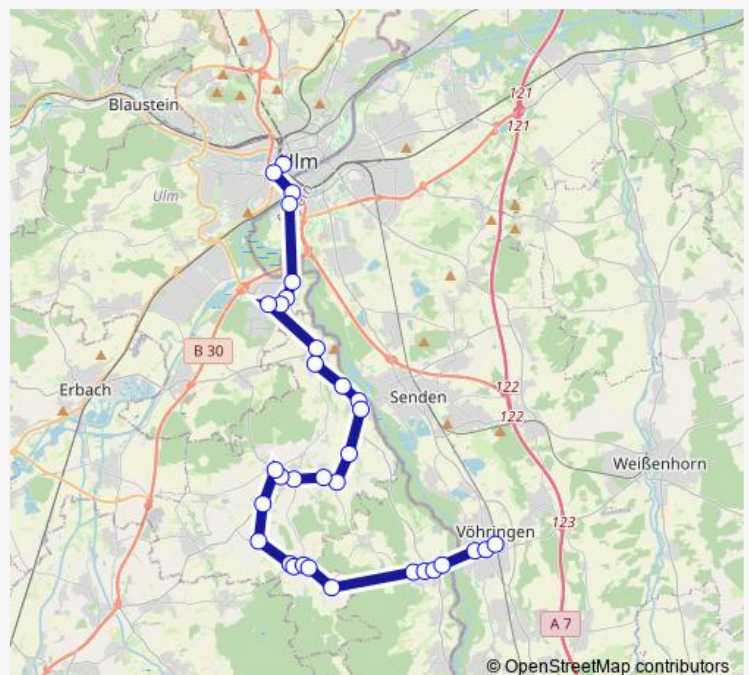 121
121
Blaustein
Ulm
Ulm
B 30
Erbach
Senden
122
122
Weißenhorn
123
Vöhringen
A 7
© OpenStreetMap contributors